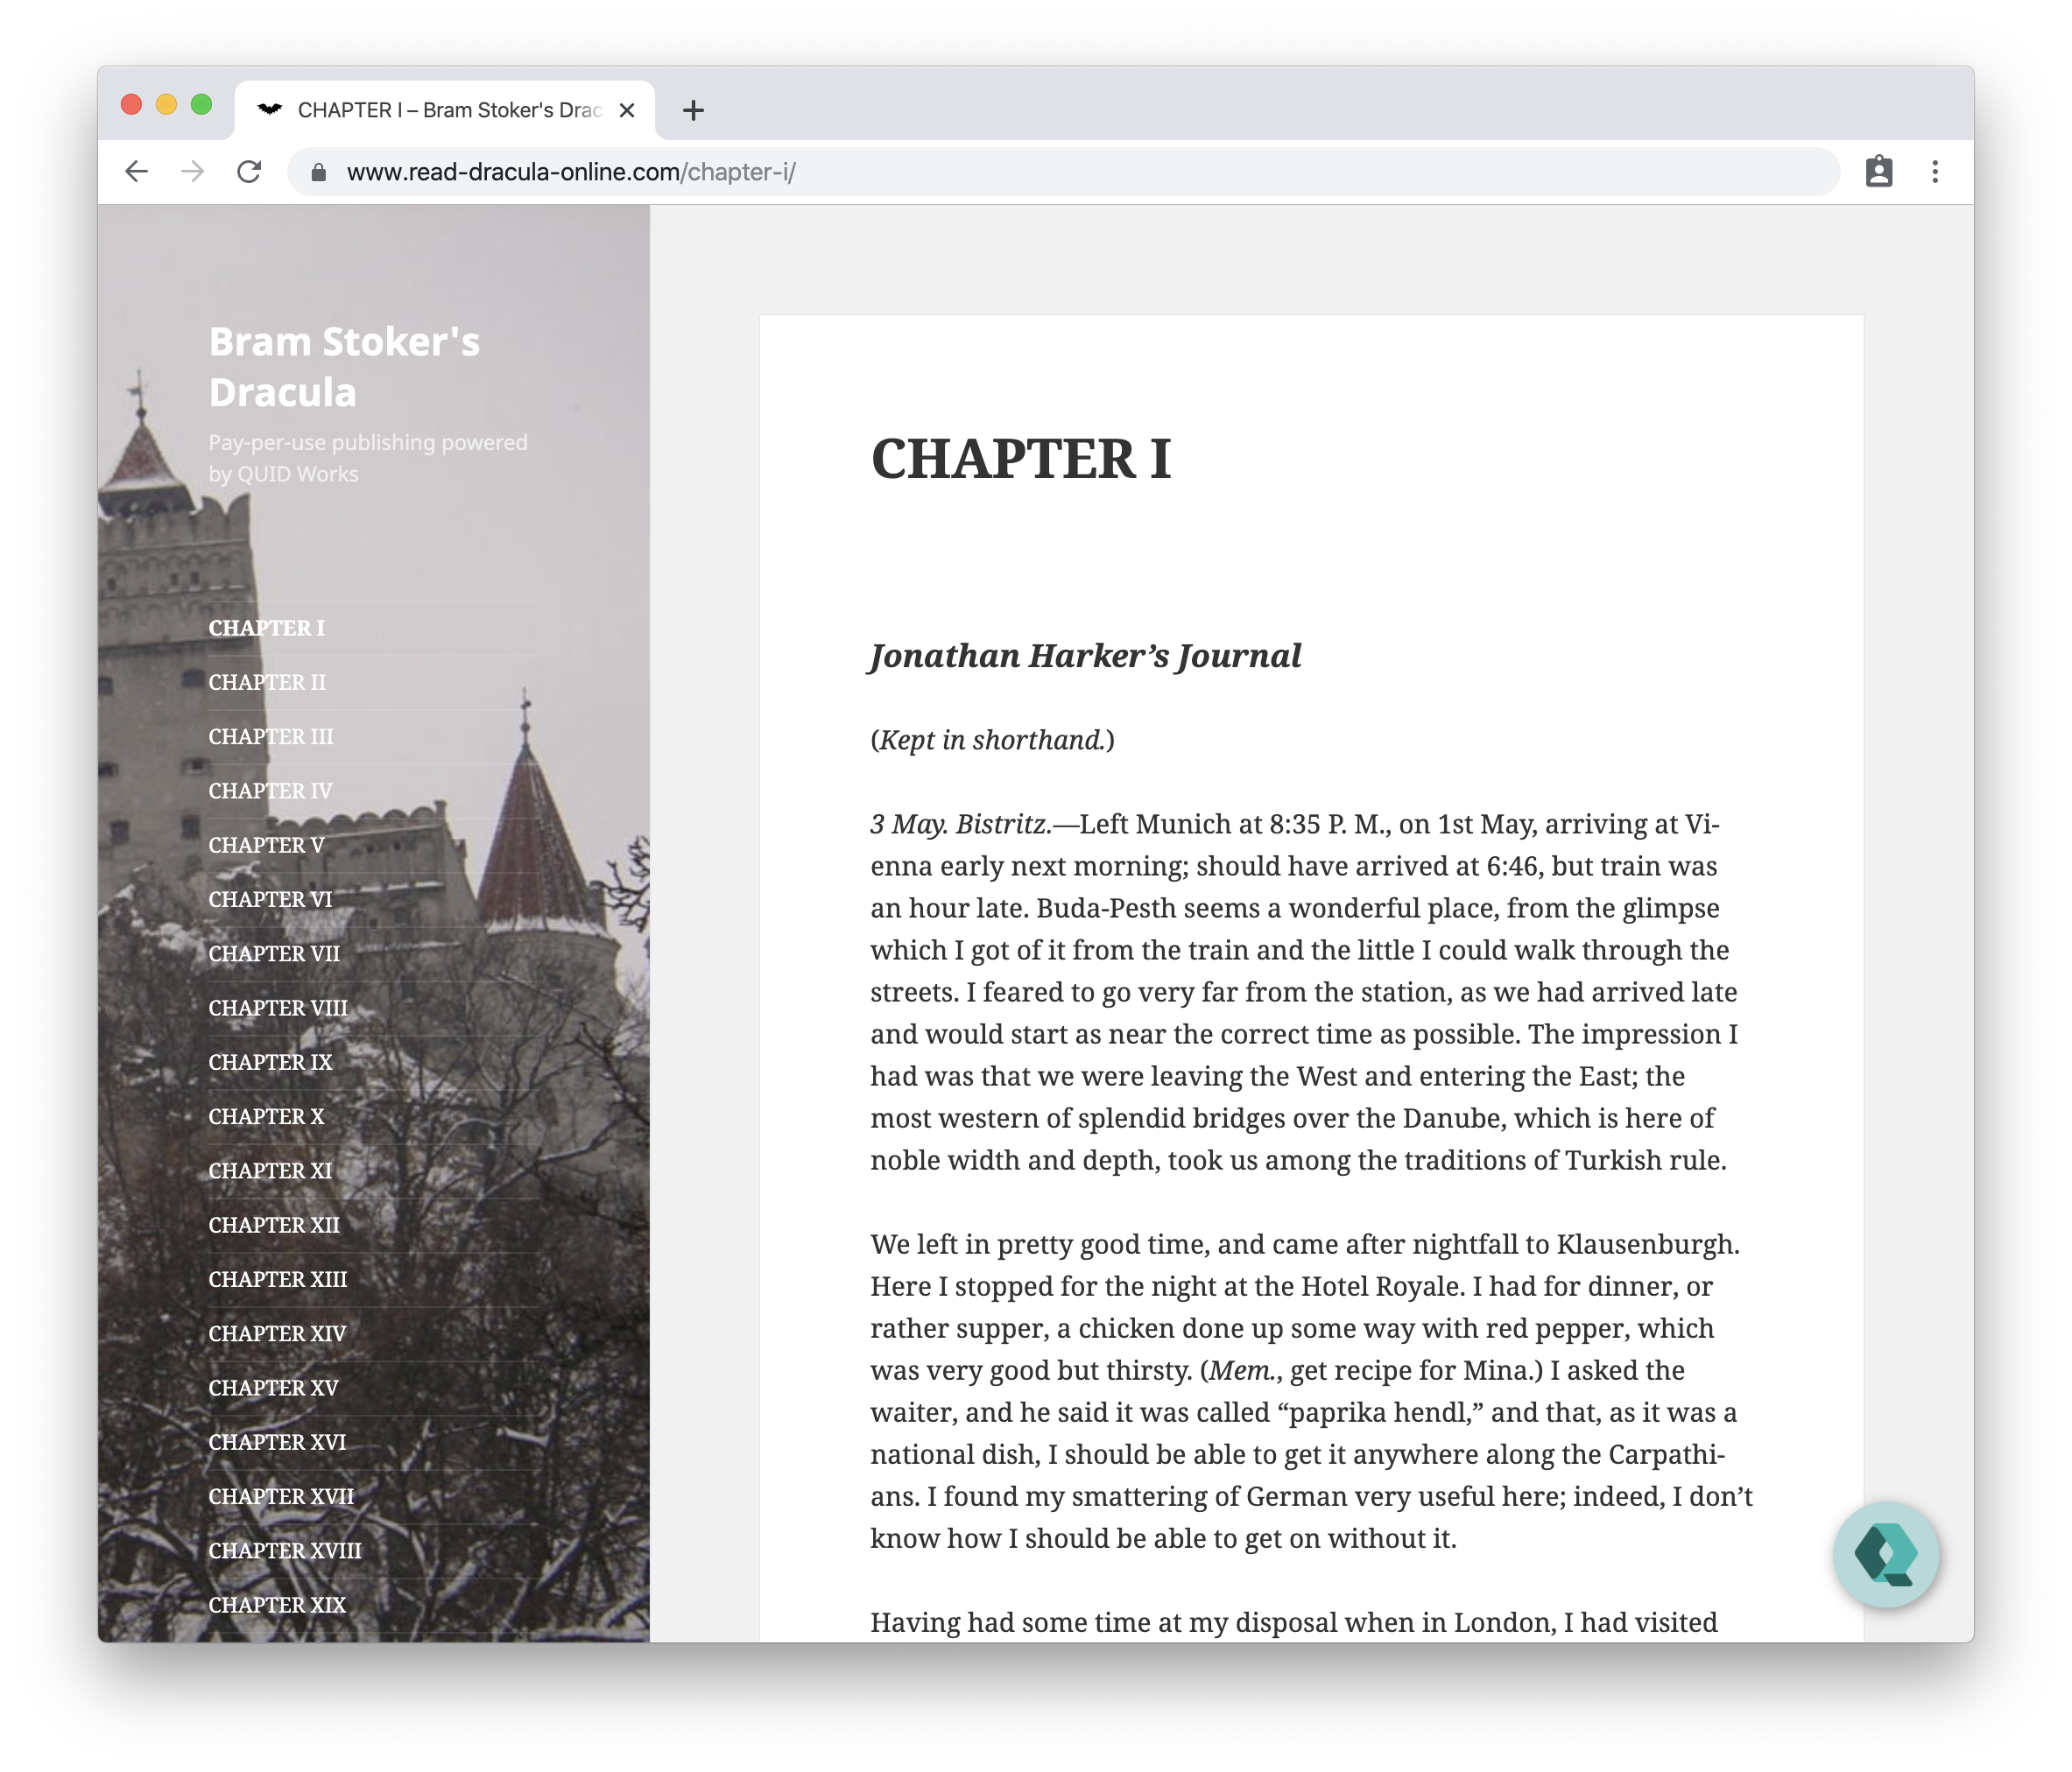 CHAPTER I – Bram Stoker's Drac
www.read-dracula-online.com/chapter-i/
Bram Stoker's
Dracula
Pay-per-use publishing powered
by QUID Works
CHAPTER I
CHAPTER II
CHAPTER III
CHAPTER IV
CHAPTER V
CHAPTER VI
CHAPTER VII
CHAPTER VIII
CHAPTER IX
CHAPTER X
CHAPTER XI
CHAPTER XII
CHAPTER XIII
CHAPTER XIV
CHAPTER XV
CHAPTER XVI
CHAPTER XVII
CHAPTER XVIII
CHAPTER XIX
CHAPTER I
Jonathan Harker’s Journal
(Kept in shorthand.)
3 May. Bistritz.—Left Munich at 8:35 P. M., on 1st May, arriving at Vi-
enna early next morning; should have arrived at 6:46, but train was
an hour late. Buda-Pesth seems a wonderful place, from the glimpse
which I got of it from the train and the little I could walk through the
streets. I feared to go very far from the station, as we had arrived late
and would start as near the correct time as possible. The impression I
had was that we were leaving the West and entering the East; the
most western of splendid bridges over the Danube, which is here of
noble width and depth, took us among the traditions of Turkish rule.
We left in pretty good time, and came after nightfall to Klausenburgh.
Here I stopped for the night at the Hotel Royale. I had for dinner, or
rather supper, a chicken done up some way with red pepper, which
was very good but thirsty. (Mem., get recipe for Mina.) I asked the
waiter, and he said it was called “paprika hendl,” and that, as it was a
national dish, I should be able to get it anywhere along the Carpathi-
ans. I found my smattering of German very useful here; indeed, I don’t
know how I should be able to get on without it.
Having had some time at my disposal when in London, I had visited